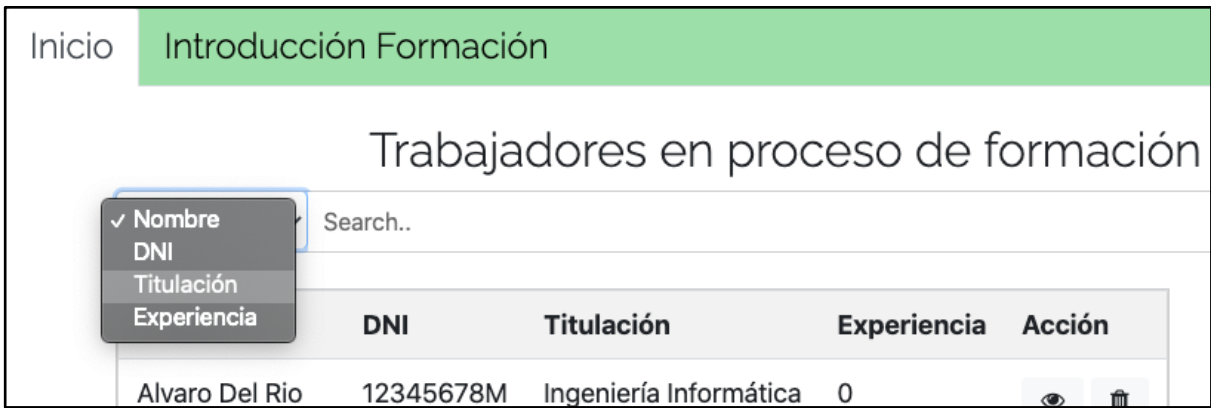 Inicio Introducción Formación
Trabajadores en proceso de formación
✓ Nombre
Search..
DNI
Titulación
Experiencia
DNI Titulación Experiencia Acción
Alvaro Del Rio 12345678M Ingeniería Informática 0